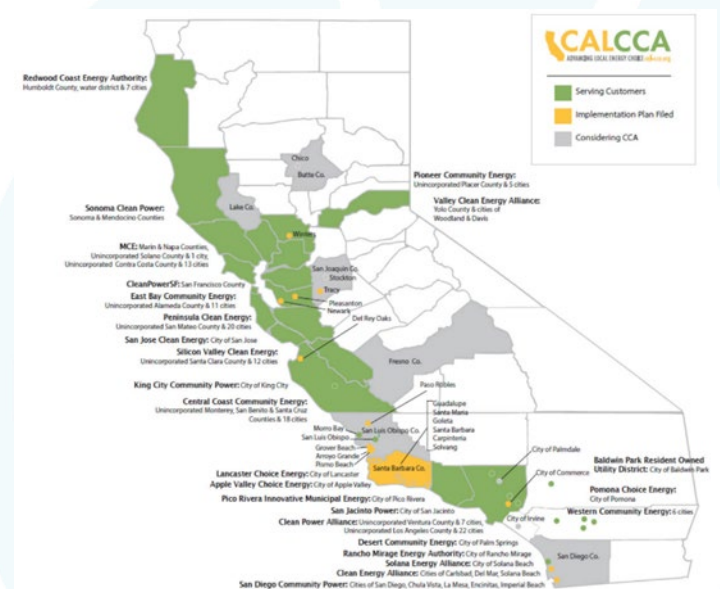 CALCCA
ADVANCING LOCAL ENERGY CHOICE
Serving Customers
Implementation Plan Filed
Considering CCA
Redwood Coast Energy Authority:
Humboldt County, water district & 7 cities
Chico
Butte Co.
Pioneer Community Energy:
Unincorporated Placer County & 5 cities
Valley Clean Energy Alliance:
Yolo County & cities of
Woodland & Davis
Lake Co.
Sonoma Clean Power:
Sonoma & Mendocino Counties
Winters
MCE: Marin & Napa Counties,
Unincorporated Solano County & 1 city,
Unincorporated Contra Costa County & 13 cities
San Joaquin Co.
Stockton
Tracy
CleanPowerSF: San Francisco County
East Bay Community Energy:
Unincorporated Alameda County & 11 cities
Pleasanton
Newark
Peninsula Clean Energy:
Unincorporated San Mateo County & 20 cities
Del Rey Oaks
San Jose Clean Energy: City of San Jose
Silicon Valley Clean Energy:
Unincorporated Santa Clara County & 12 cities
Fresno Co.
King City Community Power: City of King City
Paso Robles
Central Coast Community Energy:
Unincorporated Monterey, San Benito & Santa Cruz
Counties & 18 cities
Guadalupe
Santa Maria
Goleta
Santa Barbara
Carpenteria
Solvang
Morro Bay
San Luis Obispo
San Luis Obispo Co.
Grover Beach
Arroyo Grande
Pismo Beach
Santa Barbara Co.
City of Palmdale
City of Commerce
Baldwin Park Resident Owned
Utility District: City of Baldwin Park
Pomona Choice Energy:
City of Pomona
Lancaster Choice Energy: City of Lancaster
Apple Valley Choice Energy: City of Apple Valley
Pico Rivera Innovative Municipal Energy: City of Pico Rivera
City of Irvine
Western Community Energy: 6 cities
San Jacinto Power: City of San Jacinto
Clean Power Alliance: Unincorporated Ventura County & 7 cities,
Unincorporated Los Angeles County & 22 cities
Desert Community Energy: City of Palm Springs
Rancho Mirage Energy Authority: City of Rancho Mirage
Solana Energy Alliance: City of Solana Beach
San Diego Co.
Clean Energy Alliance: Cities of Carlsbad, Del Mar, Solana Beach
San Diego Community Power: Cities of San Diego, Chula Vista, La Mesa, Encinitas, Imperial Beach